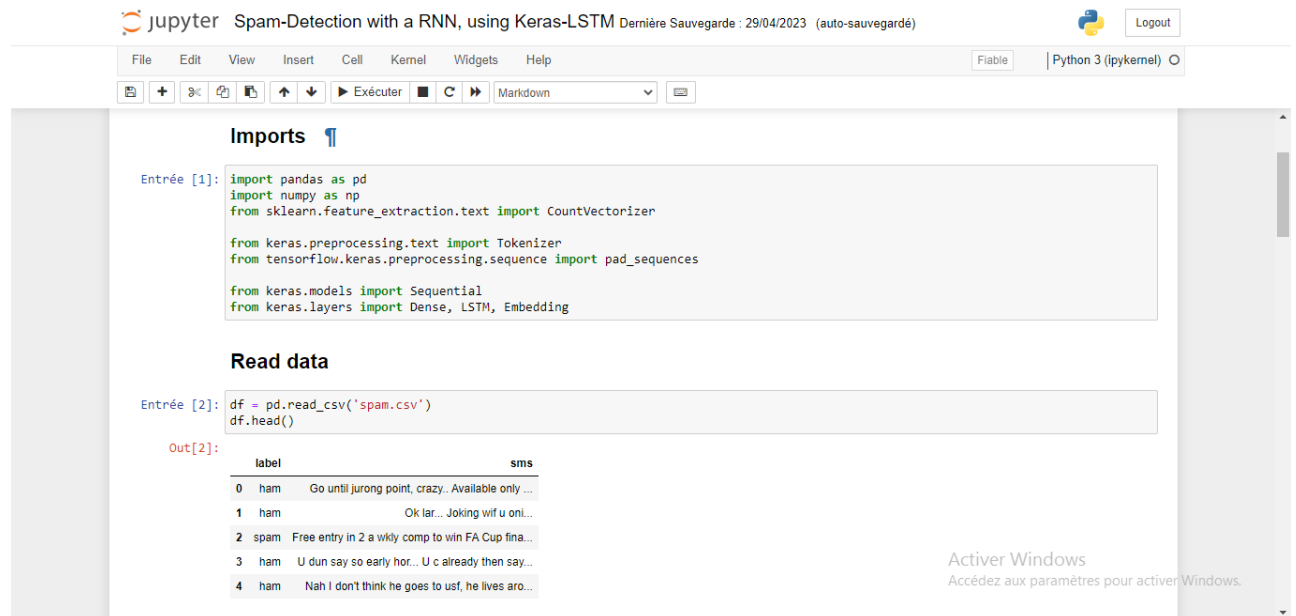 jupyter Spam-Detection with a RNN, using Keras-LSTM Dernière Sauvegarde : 29/04/2023 (auto-sauvegardé) Logout
File Edit View Insert Cell Kernel Widgets Help Fiable Python 3 (ipykernel)
Exécuter Markdown
Imports ¶
Entrée [1]: import pandas as pd
import numpy as np
from sklearn.feature_extraction.text import CountVectorizer
from keras.preprocessing.text import Tokenizer
from tensorflow.keras.preprocessing.sequence import pad_sequences
from keras.models import Sequential
from keras.layers import Dense, LSTM, Embedding
Read data
Entrée [2]: df = pd.read_csv('spam.csv')
df.head()
Out[2]:
label sms
0 ham Go until jurong point, crazy.. Available only ...
1 ham Ok lar... Joking wif u oni...
2 spam Free entry in 2 a wkly comp to win FA Cup fina...
3 ham U dun say so early hor... U c already then say...
4 ham Nah I don't think he goes to usf, he lives aro...
Activer Windows
Accédez aux paramètres pour activer Windows.